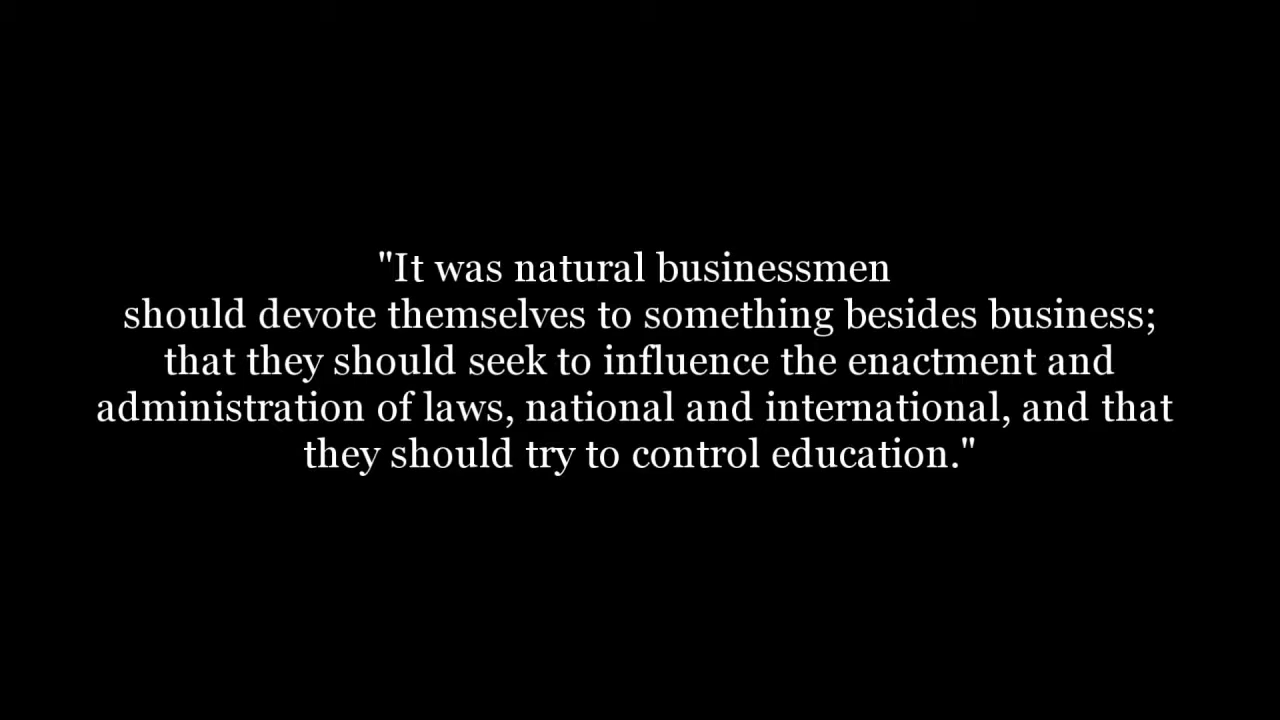 "It was natural businessmen
should devote themselves to something besides business;
that they should seek to influence the enactment and
administration of laws, national and international, and that
they should try to control education."